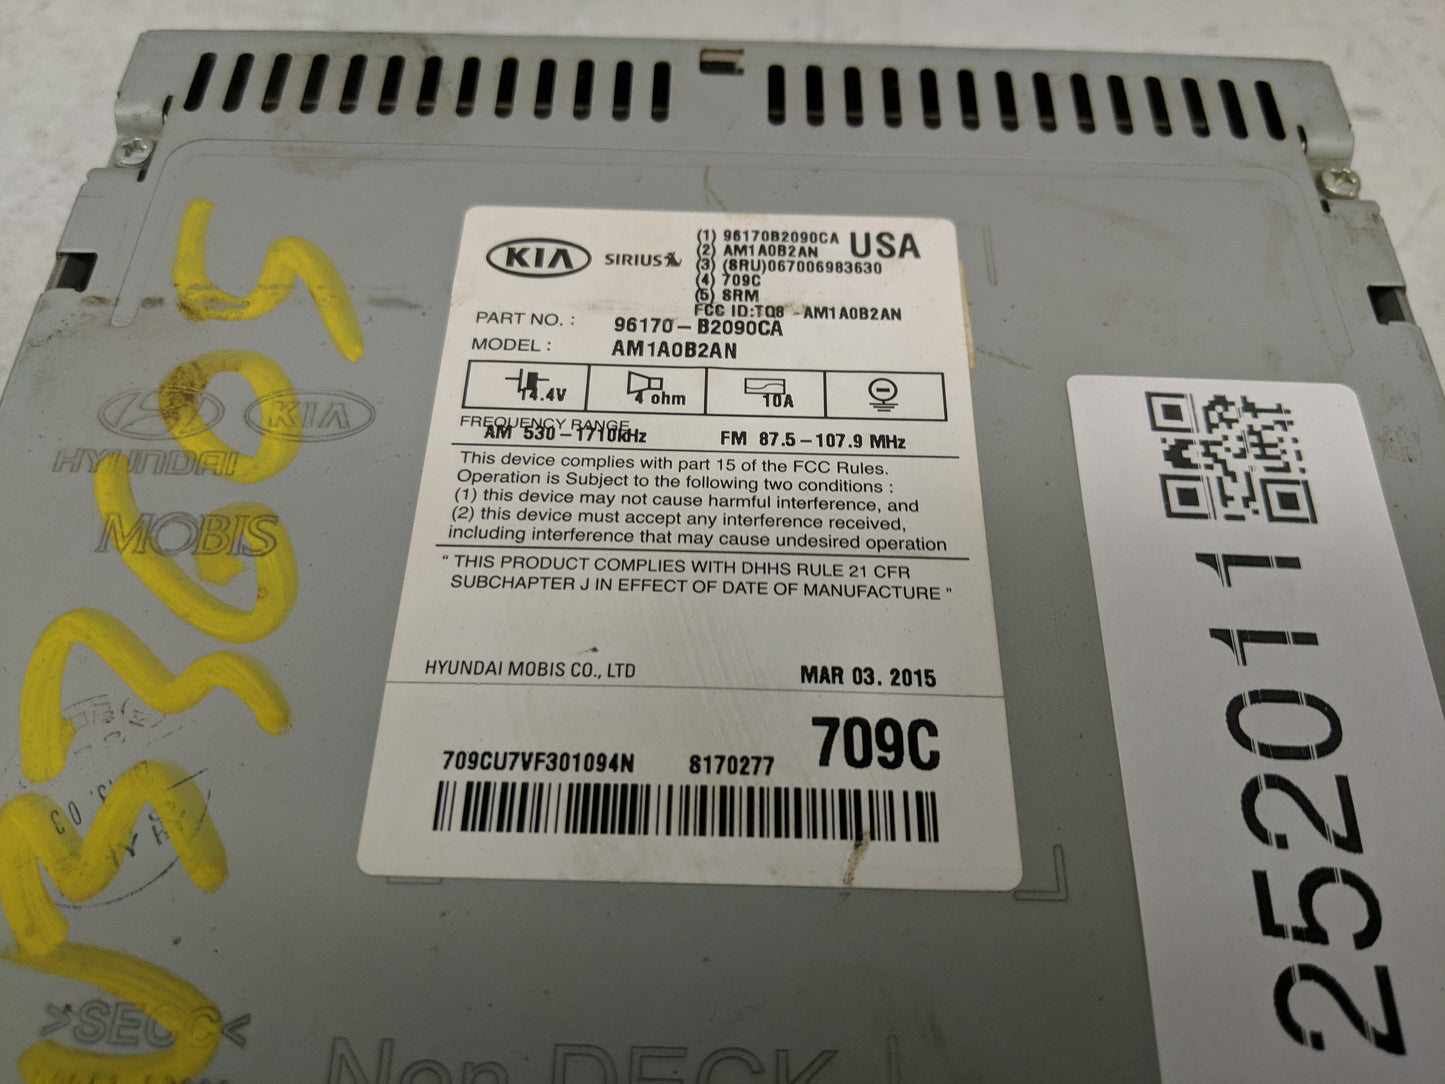 KIA SIRIUS
(1) 96170B2090CA USA
(2) AM1A0B2AN
(3) (SRU)067006983630
(4) 709C
(5) SRM
FCC ID:TQ8 -AM1A0B2AN
PART NO. : 96170-B2090CA
MODEL : AM1A0B2AN
14.4V 4 ohm 10A
FREQUENCY RANGE
AM 530-1710kHz FM 87.5-107.9 MHz
This device complies with part 15 of the FCC Rules.
Operation is Subject to the following two conditions :
(1) this device may not cause harmful interference, and
(2) this device must accept any interference received,
including interference that may cause undesired operation
" THIS PRODUCT COMPLIES WITH DHHS RULE 21 CFR
SUBCHAPTER J IN EFFECT OF DATE OF MANUFACTURE "
HYUNDAI MOBIS CO., LTD MAR 03. 2015
709C
709CU7VF301094N 8170277
HYUNDAI KIA
MOBIS
>SECC<
Non DECK
252011